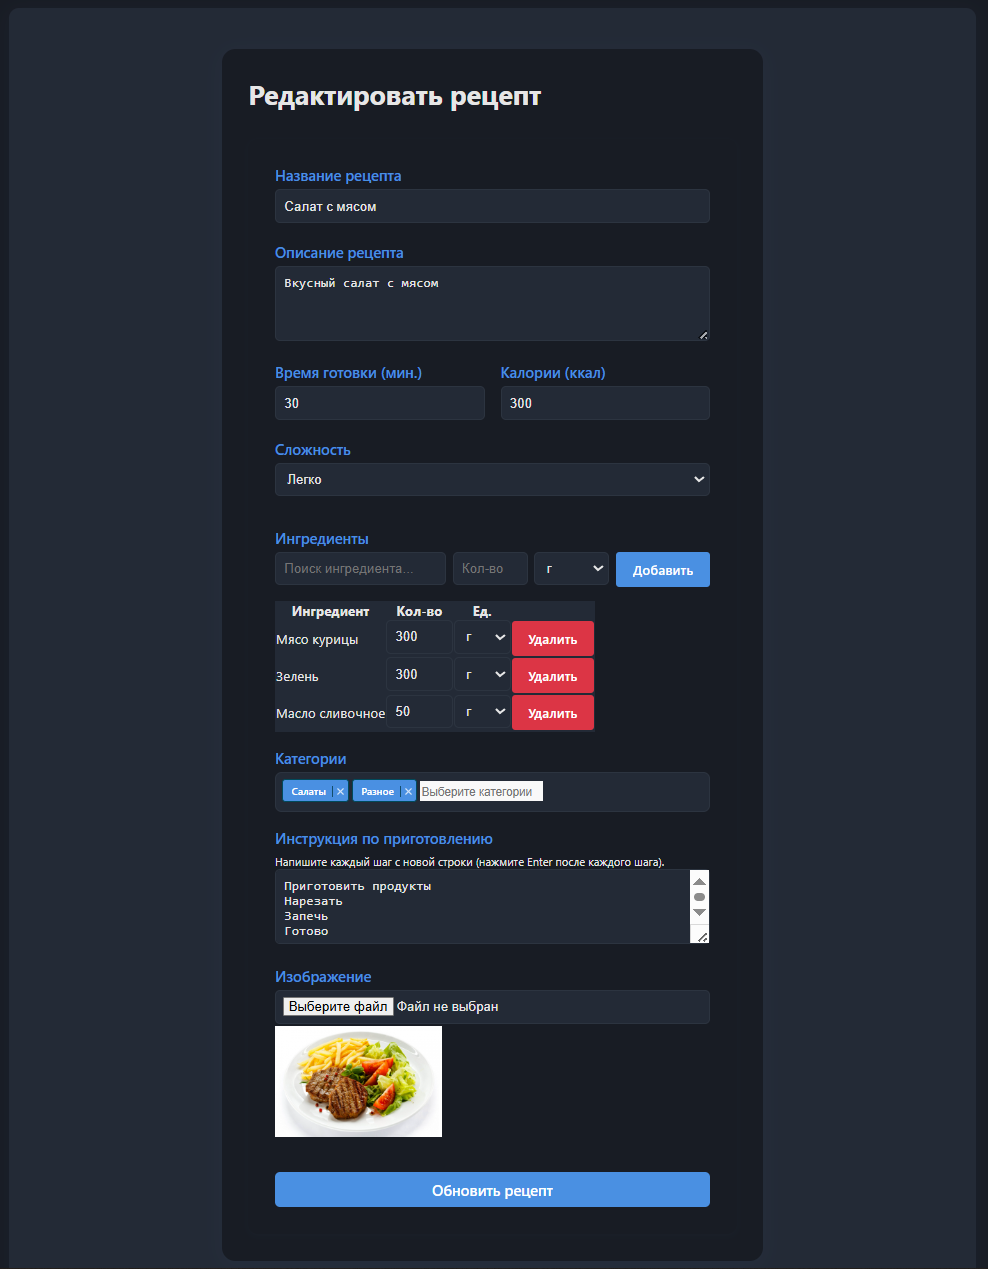 Редактировать рецепт
Название рецепта
Салат с мясом
Описание рецепта
Вкусный салат с мясом
Время готовки (мин.) Калории (ккал)
30 300
Сложность
Легко
Ингредиенты
Поиск ингредиента... Кол-во г Добавить
Ингредиент Кол-во Ед.
Мясо курицы 300 г Удалить
Зелень 300 г Удалить
Масло сливочное 50 г Удалить
Категории
Салаты × Разное × Выберите категории
Инструкция по приготовлению
Напишите каждый шаг с новой строки (нажмите Enter после каждого шага).
Приготовить продукты
Нарезать
Запечь
Готово
Изображение
Выберите файл Файл не выбран
Обновить рецепт